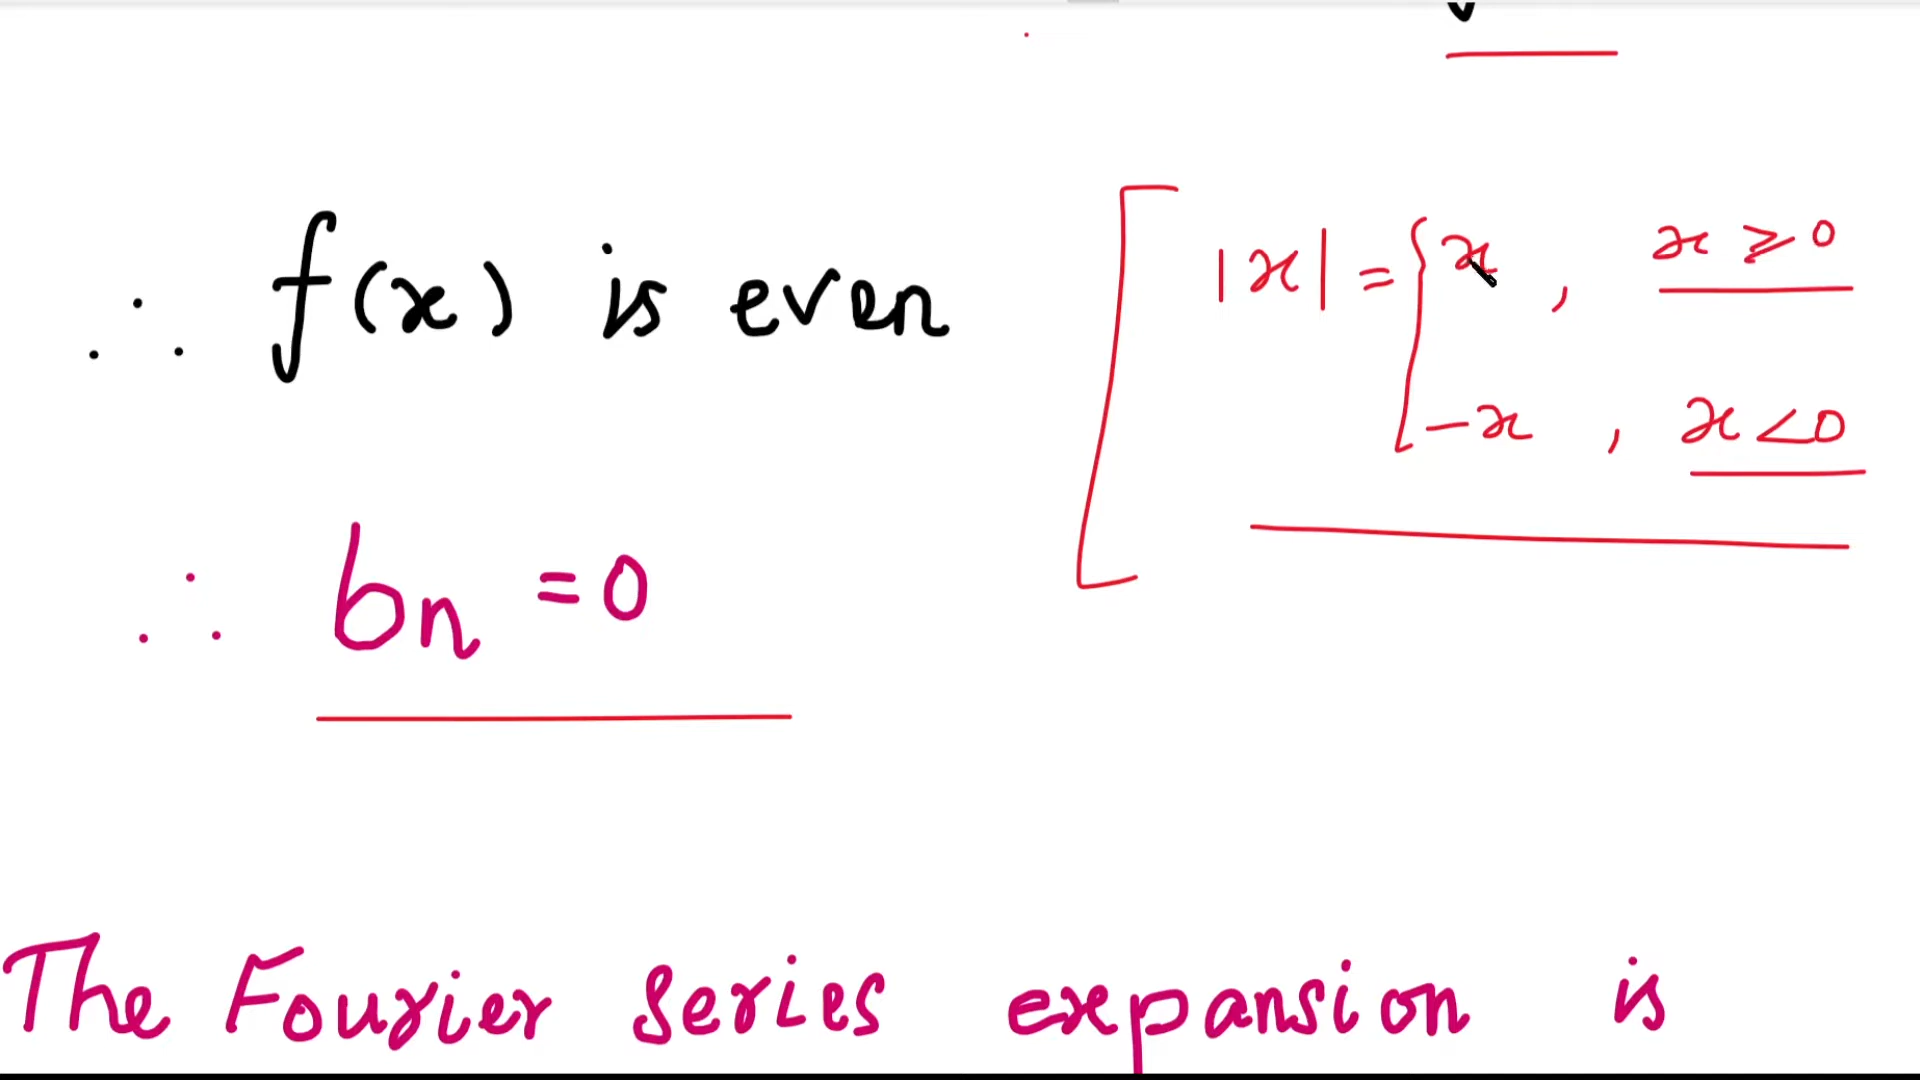 ∴ f(x) is even
|x| = { x , x ≥ 0
-x , x < 0
∴ bn = 0
The Fourier series expansion is